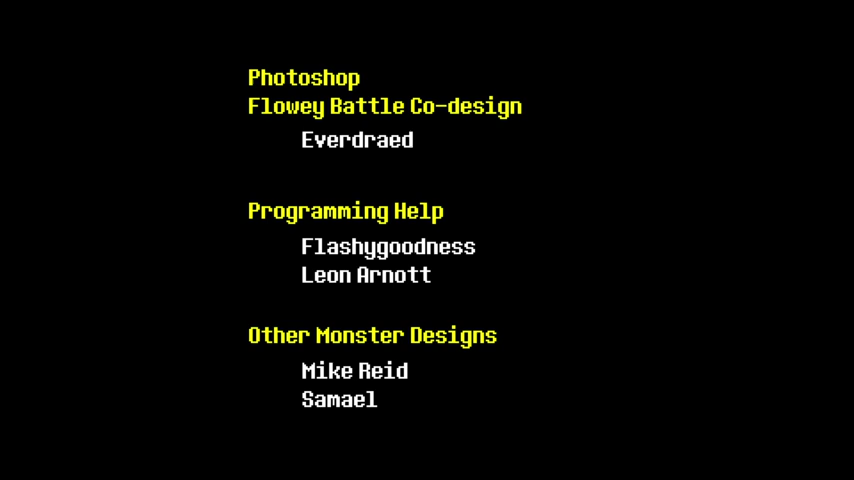 Photoshop
Flowey Battle Co-design
Everdraed
Programming Help
Flashygoodness
Leon Arnott
Other Monster Designs
Mike Reid
Samael